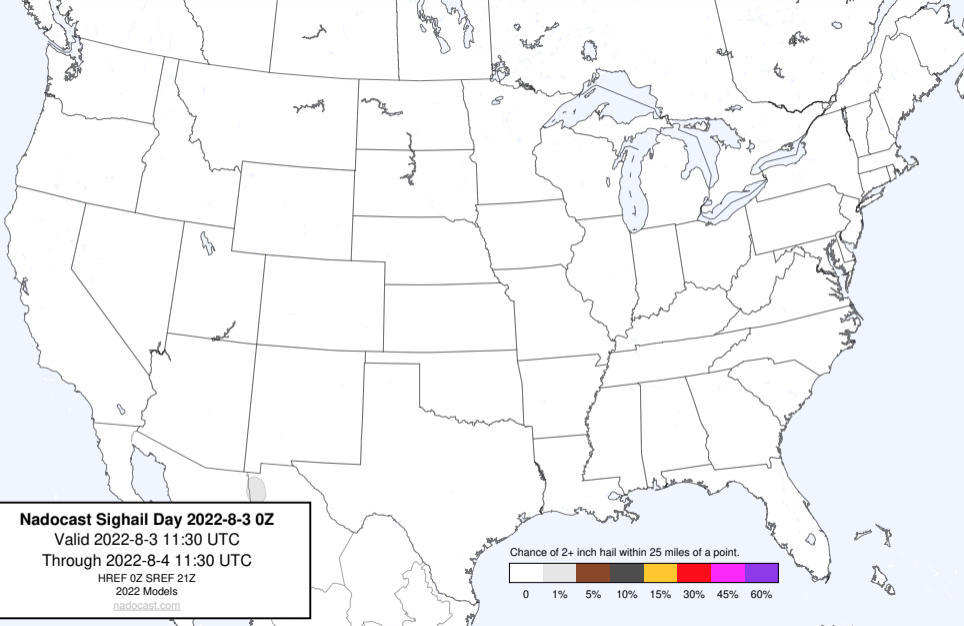 Nadocast Sighail Day 2022-8-3 0Z
Valid 2022-8-3 11:30 UTC
Through 2022-8-4 11:30 UTC
HREF 0Z SREF 21Z
2022 Models
nadocast.com
Chance of 2+ inch hail within 25 miles of a point.
0 1% 5% 10% 15% 30% 45% 60%